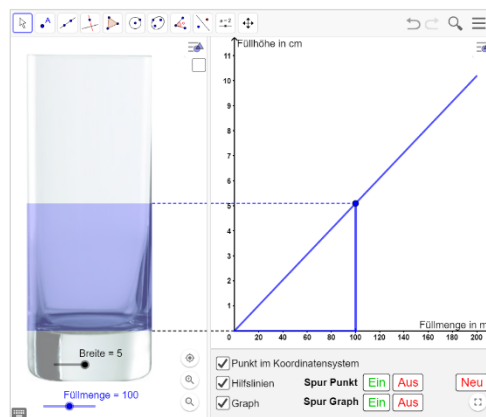 Füllhöhe in cm
11
10
9
8
7
6
5
4
3
2
1
0
20
40
60
80
100
120
140
160
180
200
Füllmenge in m
Breite = 5
Füllmenge = 100
Punkt im Koordinatensystem
Hilfslinien
Spur Punkt Ein Aus Neu
Graph
Spur Graph Ein Aus